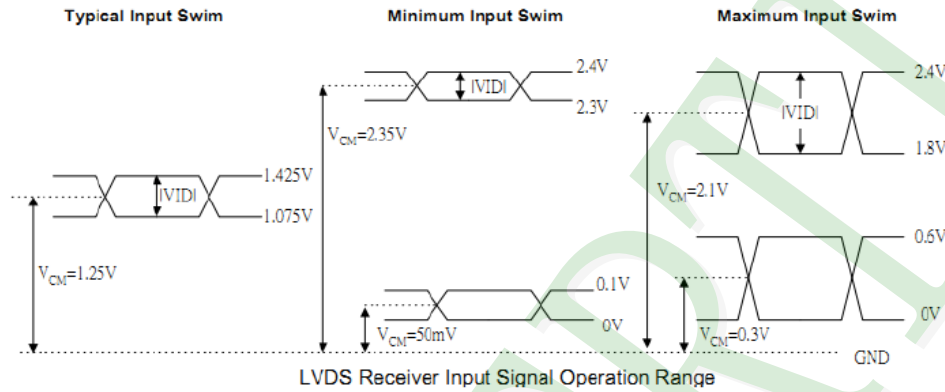 Typical Input Swim
Minimum Input Swim
Maximum Input Swim
2.4V
|VID|
2.3V
V_CM=2.35V
2.4V
|VID|
1.8V
V_CM=2.1V
1.425V
|VID|
1.075V
V_CM=1.25V
0.1V
0V
V_CM=50mV
0.6V
0V
V_CM=0.3V
GND
LVDS Receiver Input Signal Operation Range